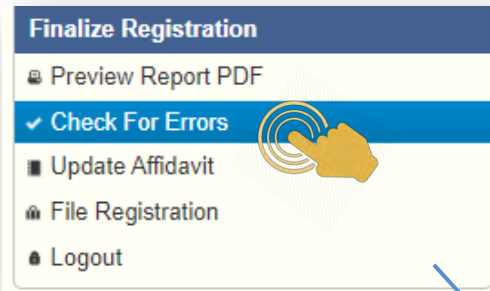 Finalize Registration
Preview Report PDF
Check For Errors
Update Affidavit
File Registration
Logout